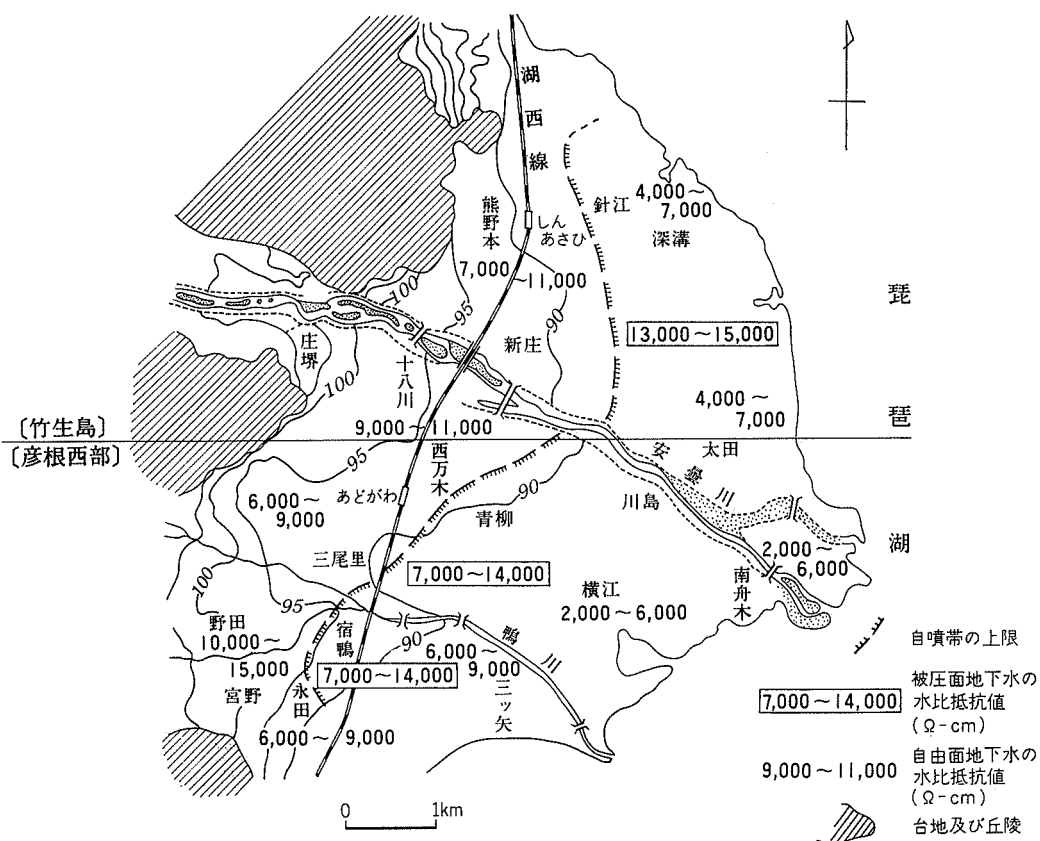 湖西線
針江
4,000～
7,000
深溝
熊野本
しん
あさひ
7,000
～11,000
琵
100
95
90
13,000～15,000
新庄
庄堺
100
十八川
4,000～
7,000
琶
9,000～11,000
〔竹生島〕
〔彦根西部〕
太田
安曇川
95
西万木
6,000～
9,000
あどがわ
90
青柳
川島
湖
2,000～
6,000
三尾里
7,000～14,000
南舟木
100
横江
2,000～6,000
95
野田
10,000～
15,000
宿鴨
90
6,000～
9,000
鴨川
自噴帯の上限
7,000～14,000
宮野
永田
三ッ矢
7,000～14,000
被圧面地下水の
水比抵抗値
(Ω-cm)
6,000～9,000
9,000～11,000
自由面地下水の
水比抵抗値
(Ω-cm)
0 1km
台地及び丘陵